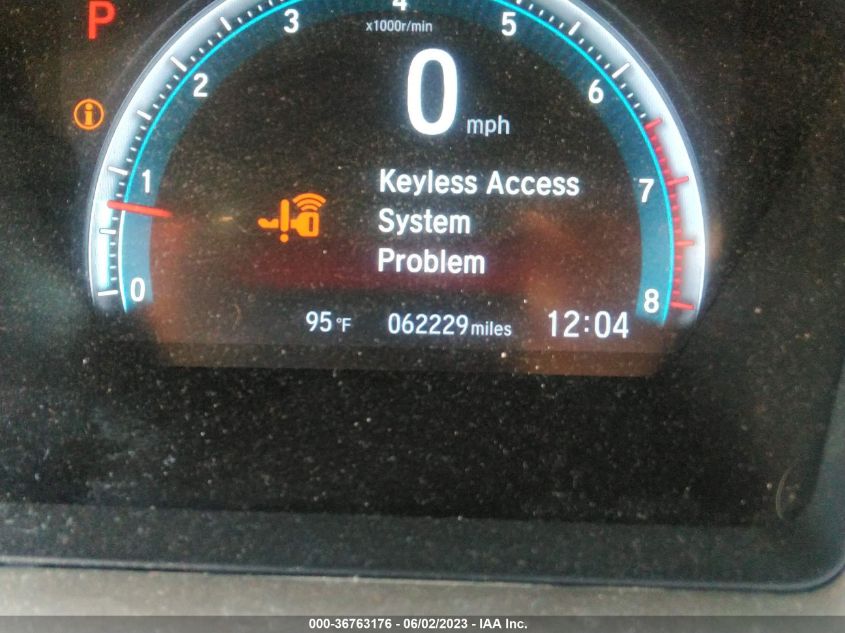 P
4
3
5
x1000r/min
2
6
0 mph
i
1
7
Keyless Access
System
Problem
0
8
95°F 062229 miles 12:04
000-36763176 - 06/02/2023 - IAA Inc.